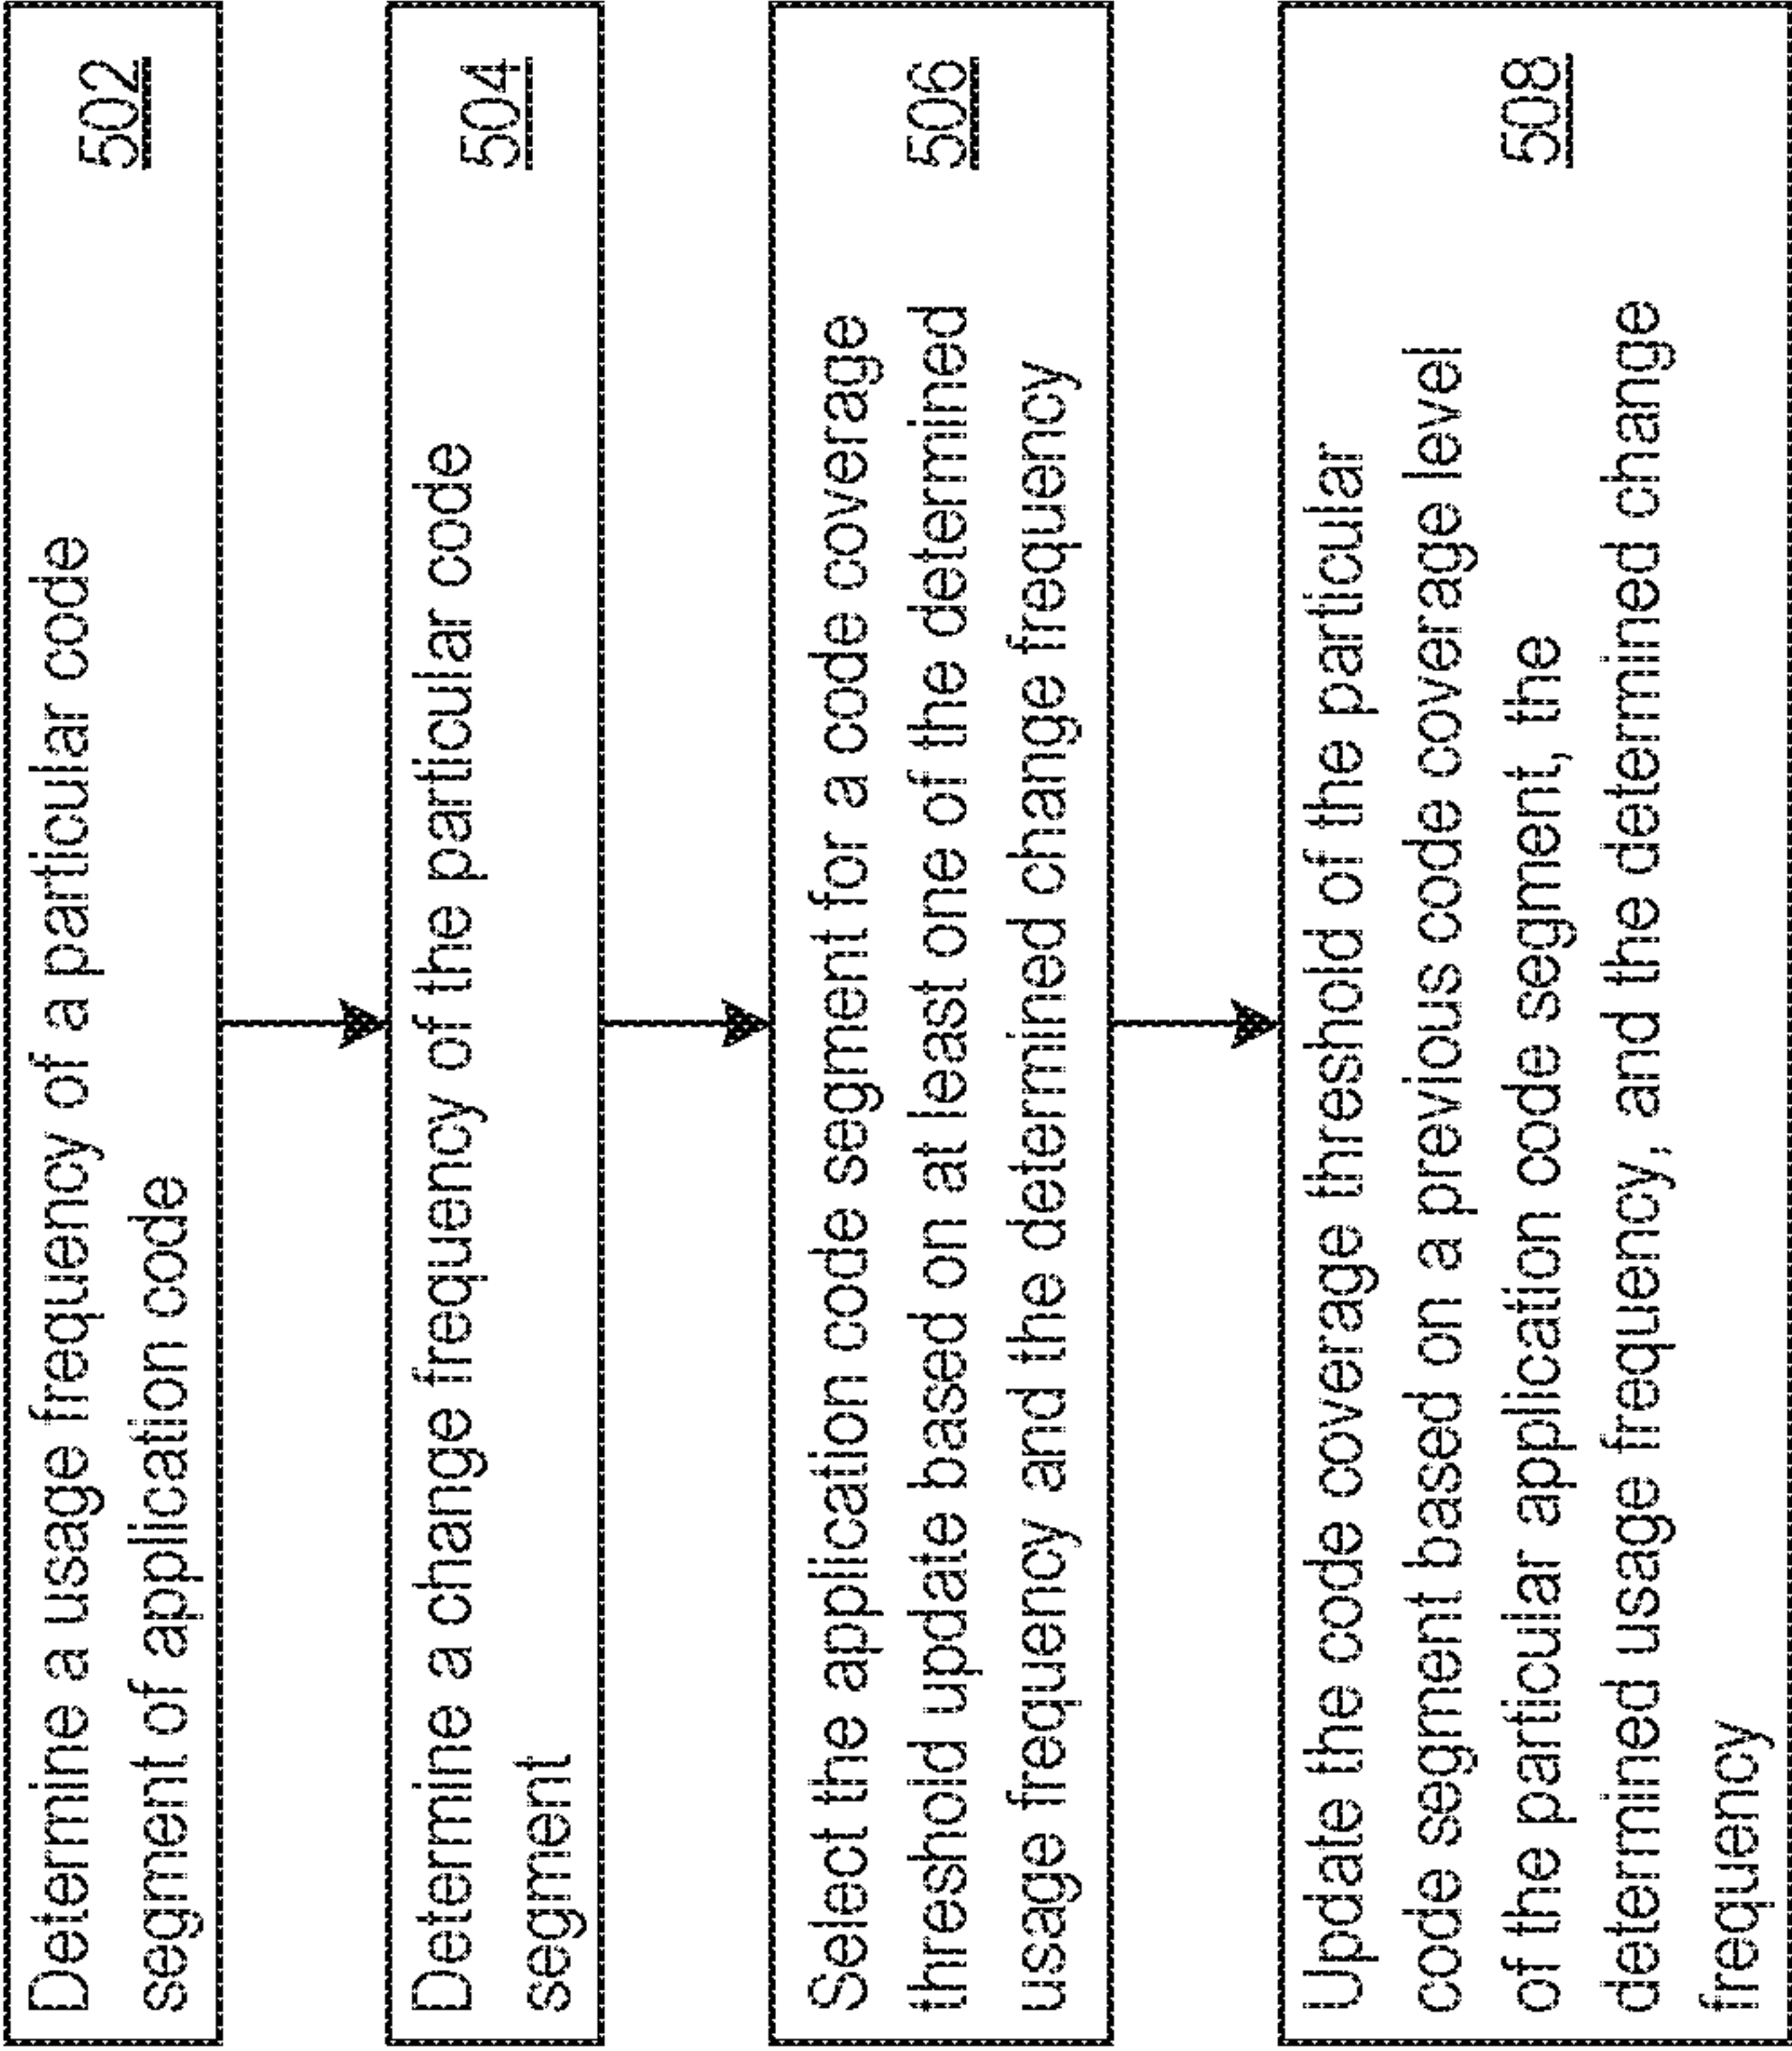 Determine a usage frequency of a particular code
segment of application code
502
Determine a change frequency of the particular code
segment
504
Select the application code segment for a code coverage
threshold update based on at least one of the determined
usage frequency and the determined change frequency
506
Update the code coverage threshold of the particular
code segment based on a previous code coverage level
of the particular application code segment, the
determined usage frequency, and the determined change
frequency
508